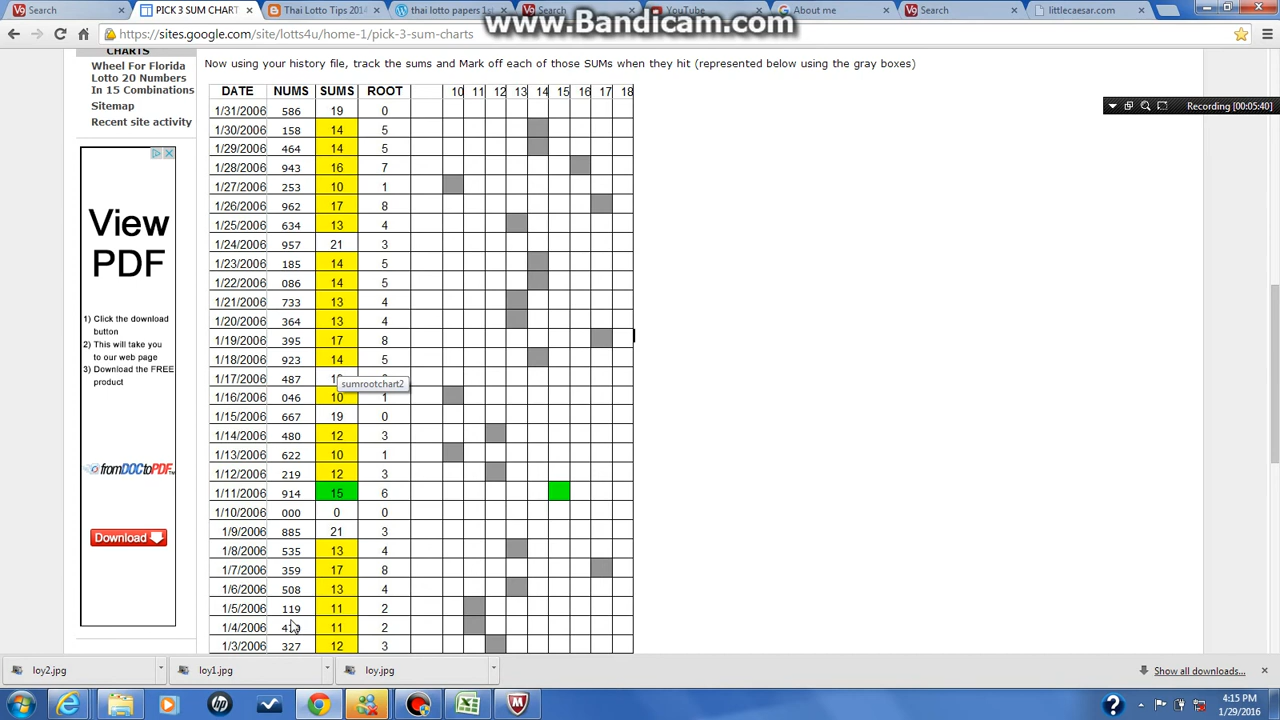 www.Bandicam.com
Search
PICK 3 SUM CHART
Thai Lotto Tips 2014
thai lotto papers 1s
Search
YouTube
About me
Search
littlecaesar.com
https://sites.google.com/site/lotts4u/home-1/pick-3-sum-charts
Recording [00:05:40]
CHARTS
Wheel For Florida
Lotto 20 Numbers
In 15 Combinations
Sitemap
Recent site activity
View
PDF
1) Click the download
button
2) This will take you
to our web page
3) Download the FREE
product
fromDOCtoPDF
Download
Now using your history file, track the sums and Mark off each of those SUMs when they hit (represented below using the gray boxes)
DATE NUMS SUMS ROOT 10 11 12 13 14 15 16 17 18
1/31/2006 586 19 0
1/30/2006 158 14 5
1/29/2006 464 14 5
1/28/2006 943 16 7
1/27/2006 253 10 1
1/26/2006 962 17 8
1/25/2006 634 13 4
1/24/2006 957 21 3
1/23/2006 185 14 5
1/22/2006 086 14 5
1/21/2006 733 13 4
1/20/2006 364 13 4
1/19/2006 395 17 8
1/18/2006 923 14 5
1/17/2006 487
sumrootchart2
1/16/2006 046 10 1
1/15/2006 667 19 0
1/14/2006 480 12 3
1/13/2006 622 10 1
1/12/2006 219 12 3
1/11/2006 914 15 6
1/10/2006 000 0 0
1/9/2006 885 21 3
1/8/2006 535 13 4
1/7/2006 359 17 8
1/6/2006 508 13 4
1/5/2006 119 11 2
1/4/2006 11 2
1/3/2006 327 12 3
loy2.jpg
loy1.jpg
loy.jpg
Show all downloads...
4:15 PM
1/29/2016